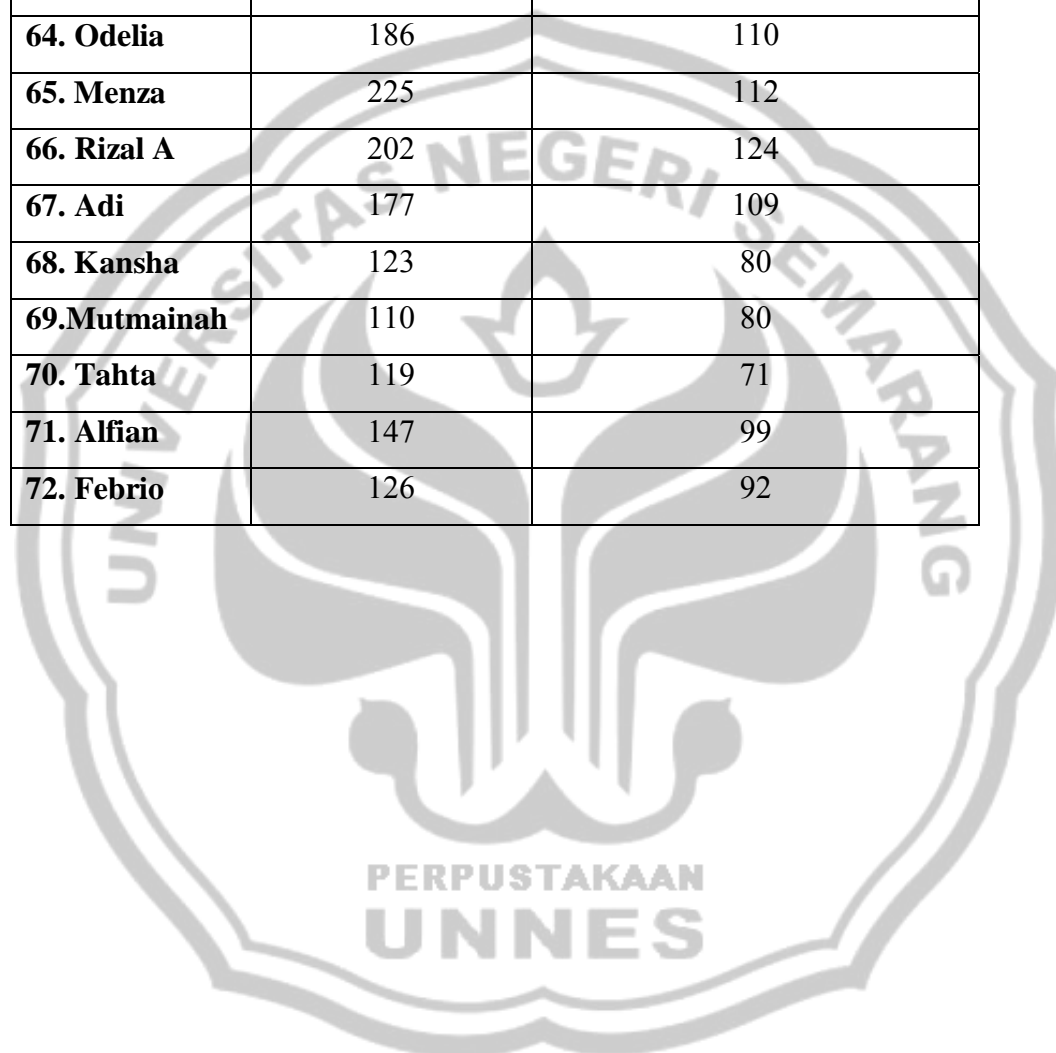 64. Odelia 186 110
65. Menza 225 112
66. Rizal A 202 124
67. Adi 177 109
68. Kansha 123 80
69.Mutmainah 110 80
70. Tahta 119 71
71. Alfian 147 99
72. Febrio 126 92
UNIVERSITAS NEGERI SEMARANG
PERPUSTAKAAN
UNNES